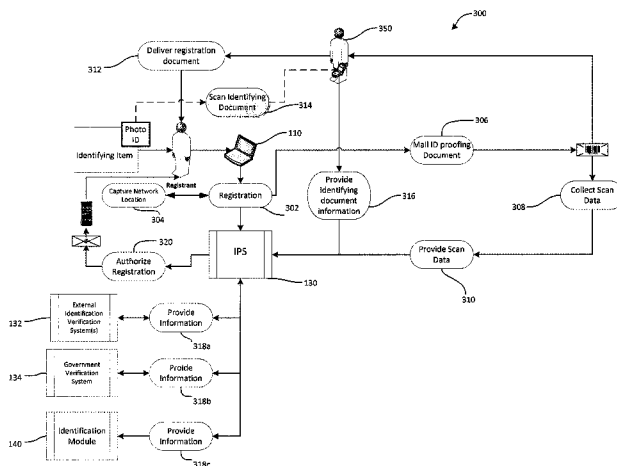 350
300
Deliver registration
document
312
Scan Identifying
Document
314
Photo
ID
110
306
Mail ID proofing
Document
Identifying Item
Registrant
Capture Network
Location
304
Registration
302
Provide
identifying
document
information
316
308
Collect Scan
Data
320
Authorize
Registration
IPS
130
Provide Scan
Data
310
132
External
Identification
Verification
System(s)
Provide
Information
318a
134
Government
Verification
System
Proide
Information
318b
140
Identification
Module
Provide
Information
318c